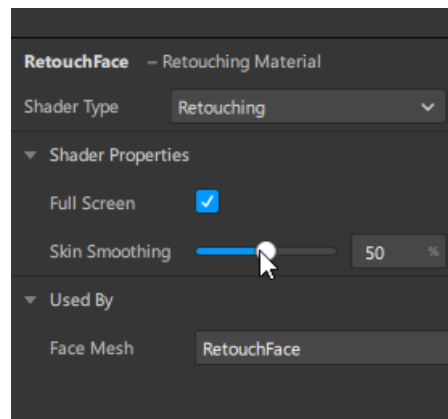 RetouchFace – Retouching Material
Shader Type Retouching
Shader Properties
Full Screen
Skin Smoothing 50 %
Used By
Face Mesh RetouchFace